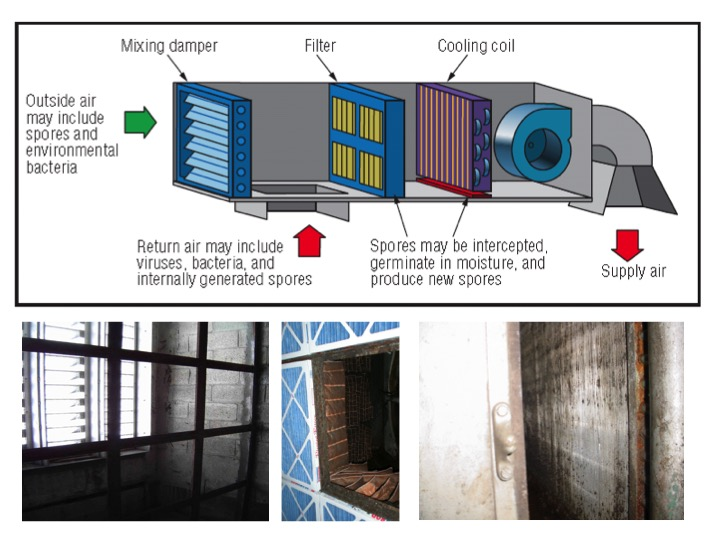 Mixing damper
Filter
Cooling coil
Outside air
may include
spores and
environmental
bacteria
Return air may include
viruses, bacteria, and
internally generated spores
Spores may be intercepted,
germinate in moisture, and
produce new spores
Supply air